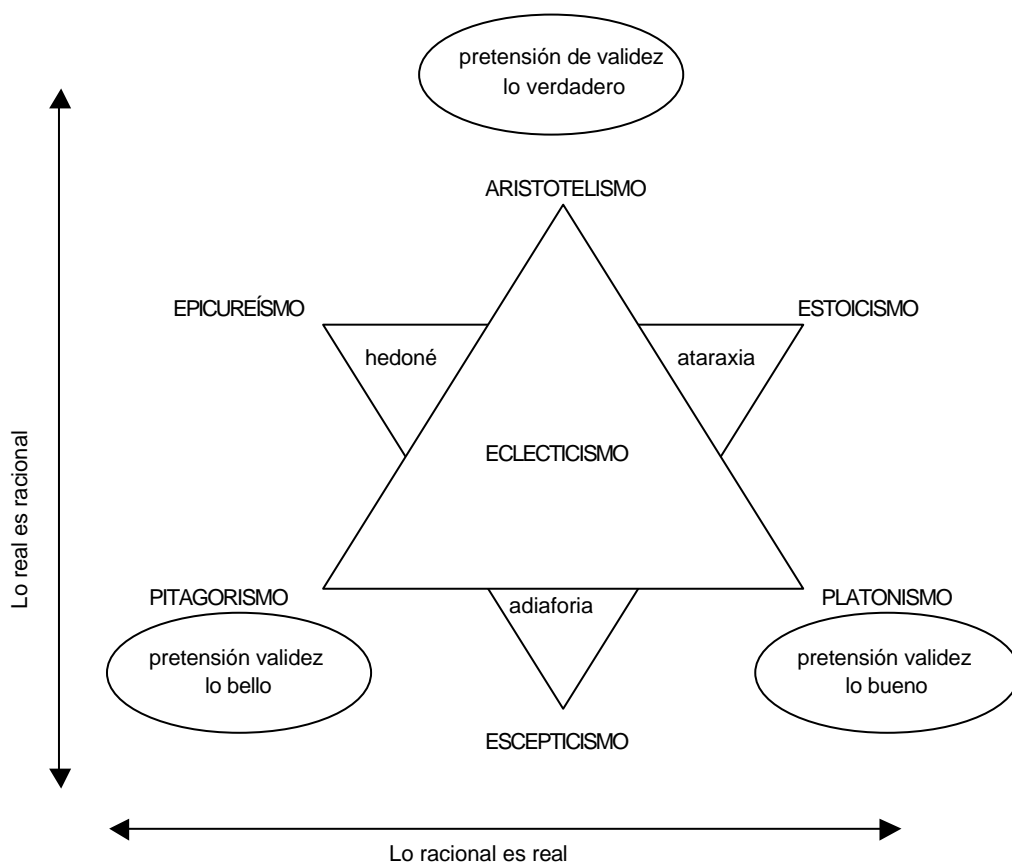 pretensión de validez
lo verdadero
ARISTOTELISMO
EPICUREÍSMO
ESTOICISMO
hedoné
ataraxia
ECLECTICISMO
Lo real es racional
PITAGORISMO
adiaforia
PLATONISMO
pretensión validez
lo bello
pretensión validez
lo bueno
ESCEPTICISMO
Lo racional es real